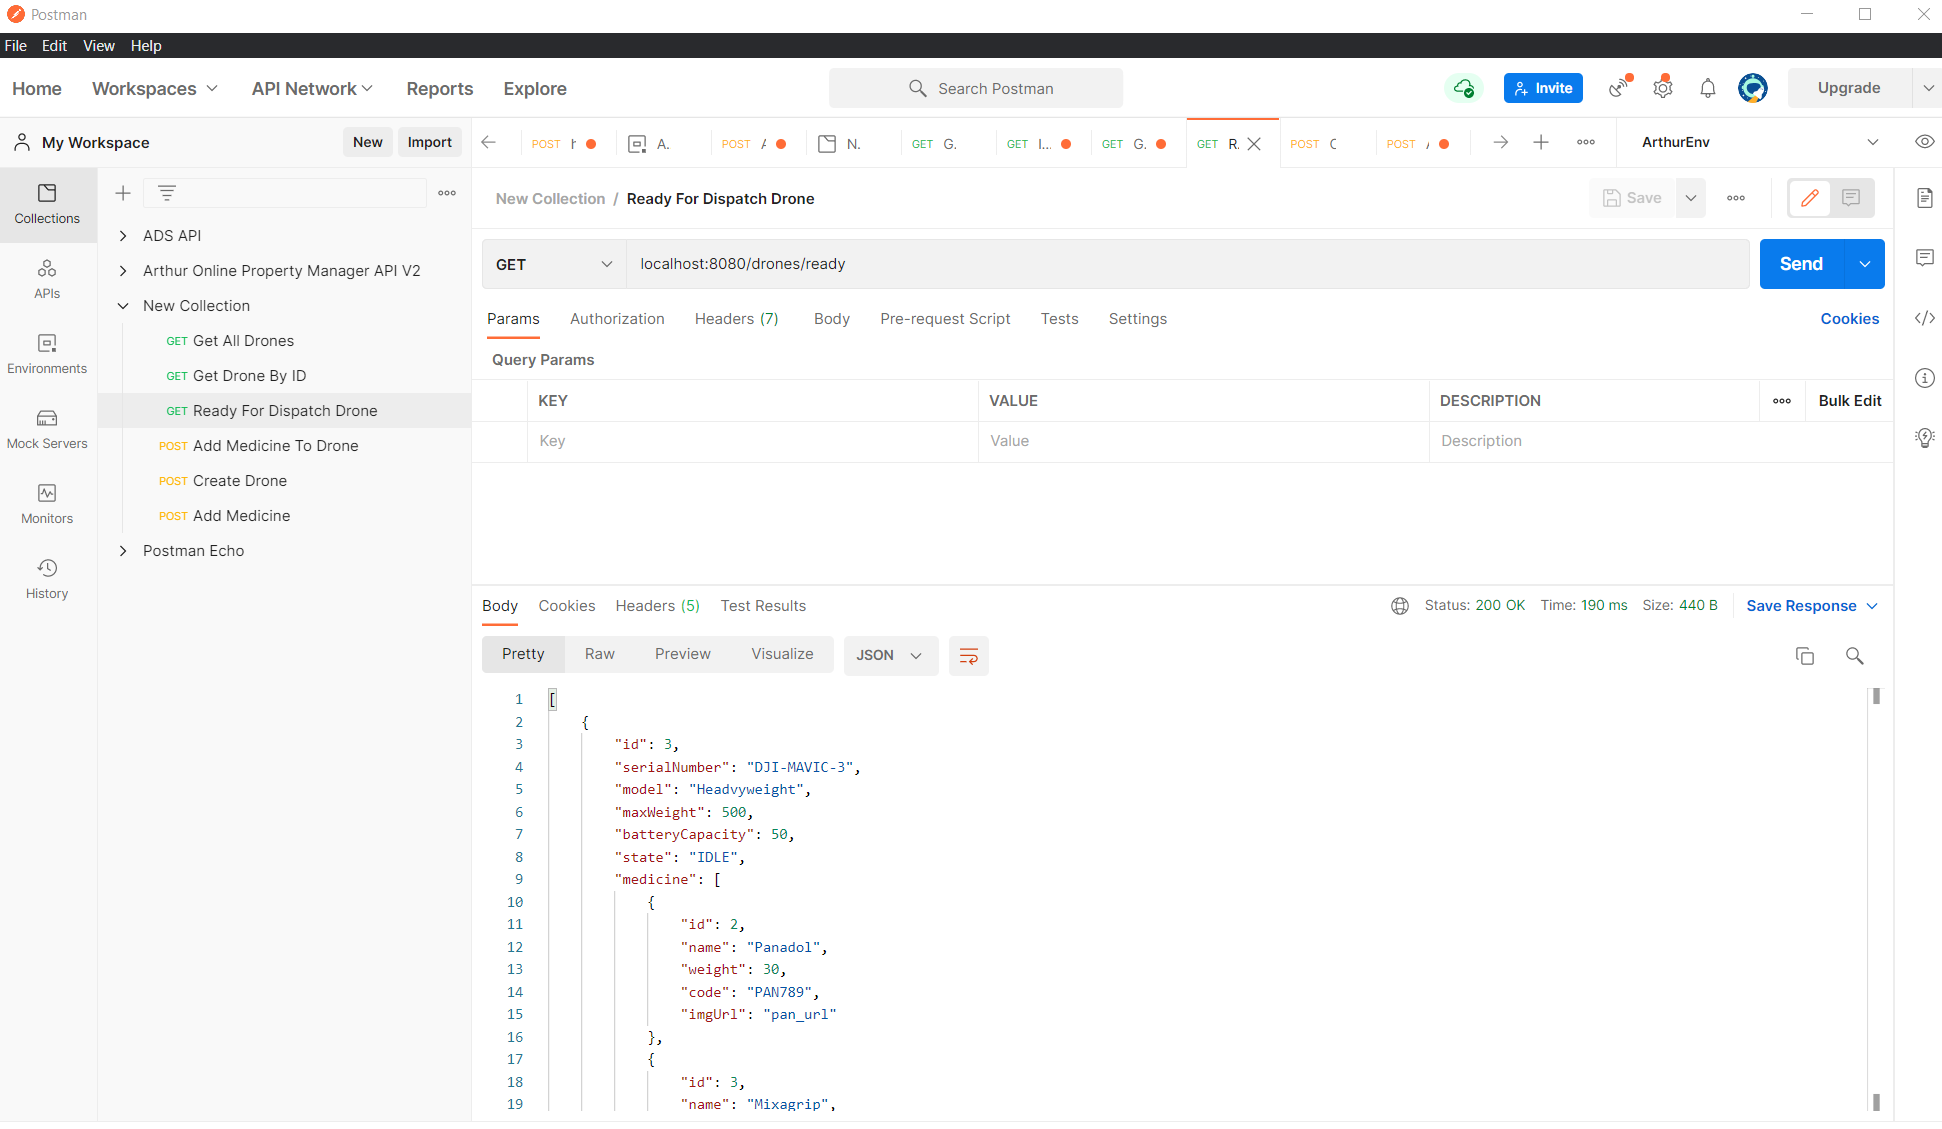 Postman
File Edit View Help
Home Workspaces API Network Reports Explore Search Postman Invite Upgrade
My Workspace New Import POST A. POST N. GET G. GET I... GET G. GET R. POST C POST ArthurEnv
New Collection / Ready For Dispatch Drone Save
Collections
APIs
Environments
Mock Servers
Monitors
History
ADS API
Arthur Online Property Manager API V2
New Collection
GET Get All Drones
GET Get Drone By ID
GET Ready For Dispatch Drone
POST Add Medicine To Drone
POST Create Drone
POST Add Medicine
Postman Echo
GET localhost:8080/drones/ready Send
Params Authorization Headers (7) Body Pre-request Script Tests Settings Cookies
Query Params
KEY VALUE DESCRIPTION Bulk Edit
Key Value Description
Body Cookies Headers (5) Test Results Status: 200 OK Time: 190 ms Size: 440 B Save Response
Pretty Raw Preview Visualize JSON
1 [
2 {
3 "id": 3,
4 "serialNumber": "DJI-MAVIC-3",
5 "model": "Headvyweight",
6 "maxWeight": 500,
7 "batteryCapacity": 50,
8 "state": "IDLE",
9 "medicine": [
10 {
11 "id": 2,
12 "name": "Panadol",
13 "weight": 30,
14 "code": "PAN789",
15 "imgUrl": "pan_url"
16 },
17 {
18 "id": 3,
19 "name": "Mixagrip",